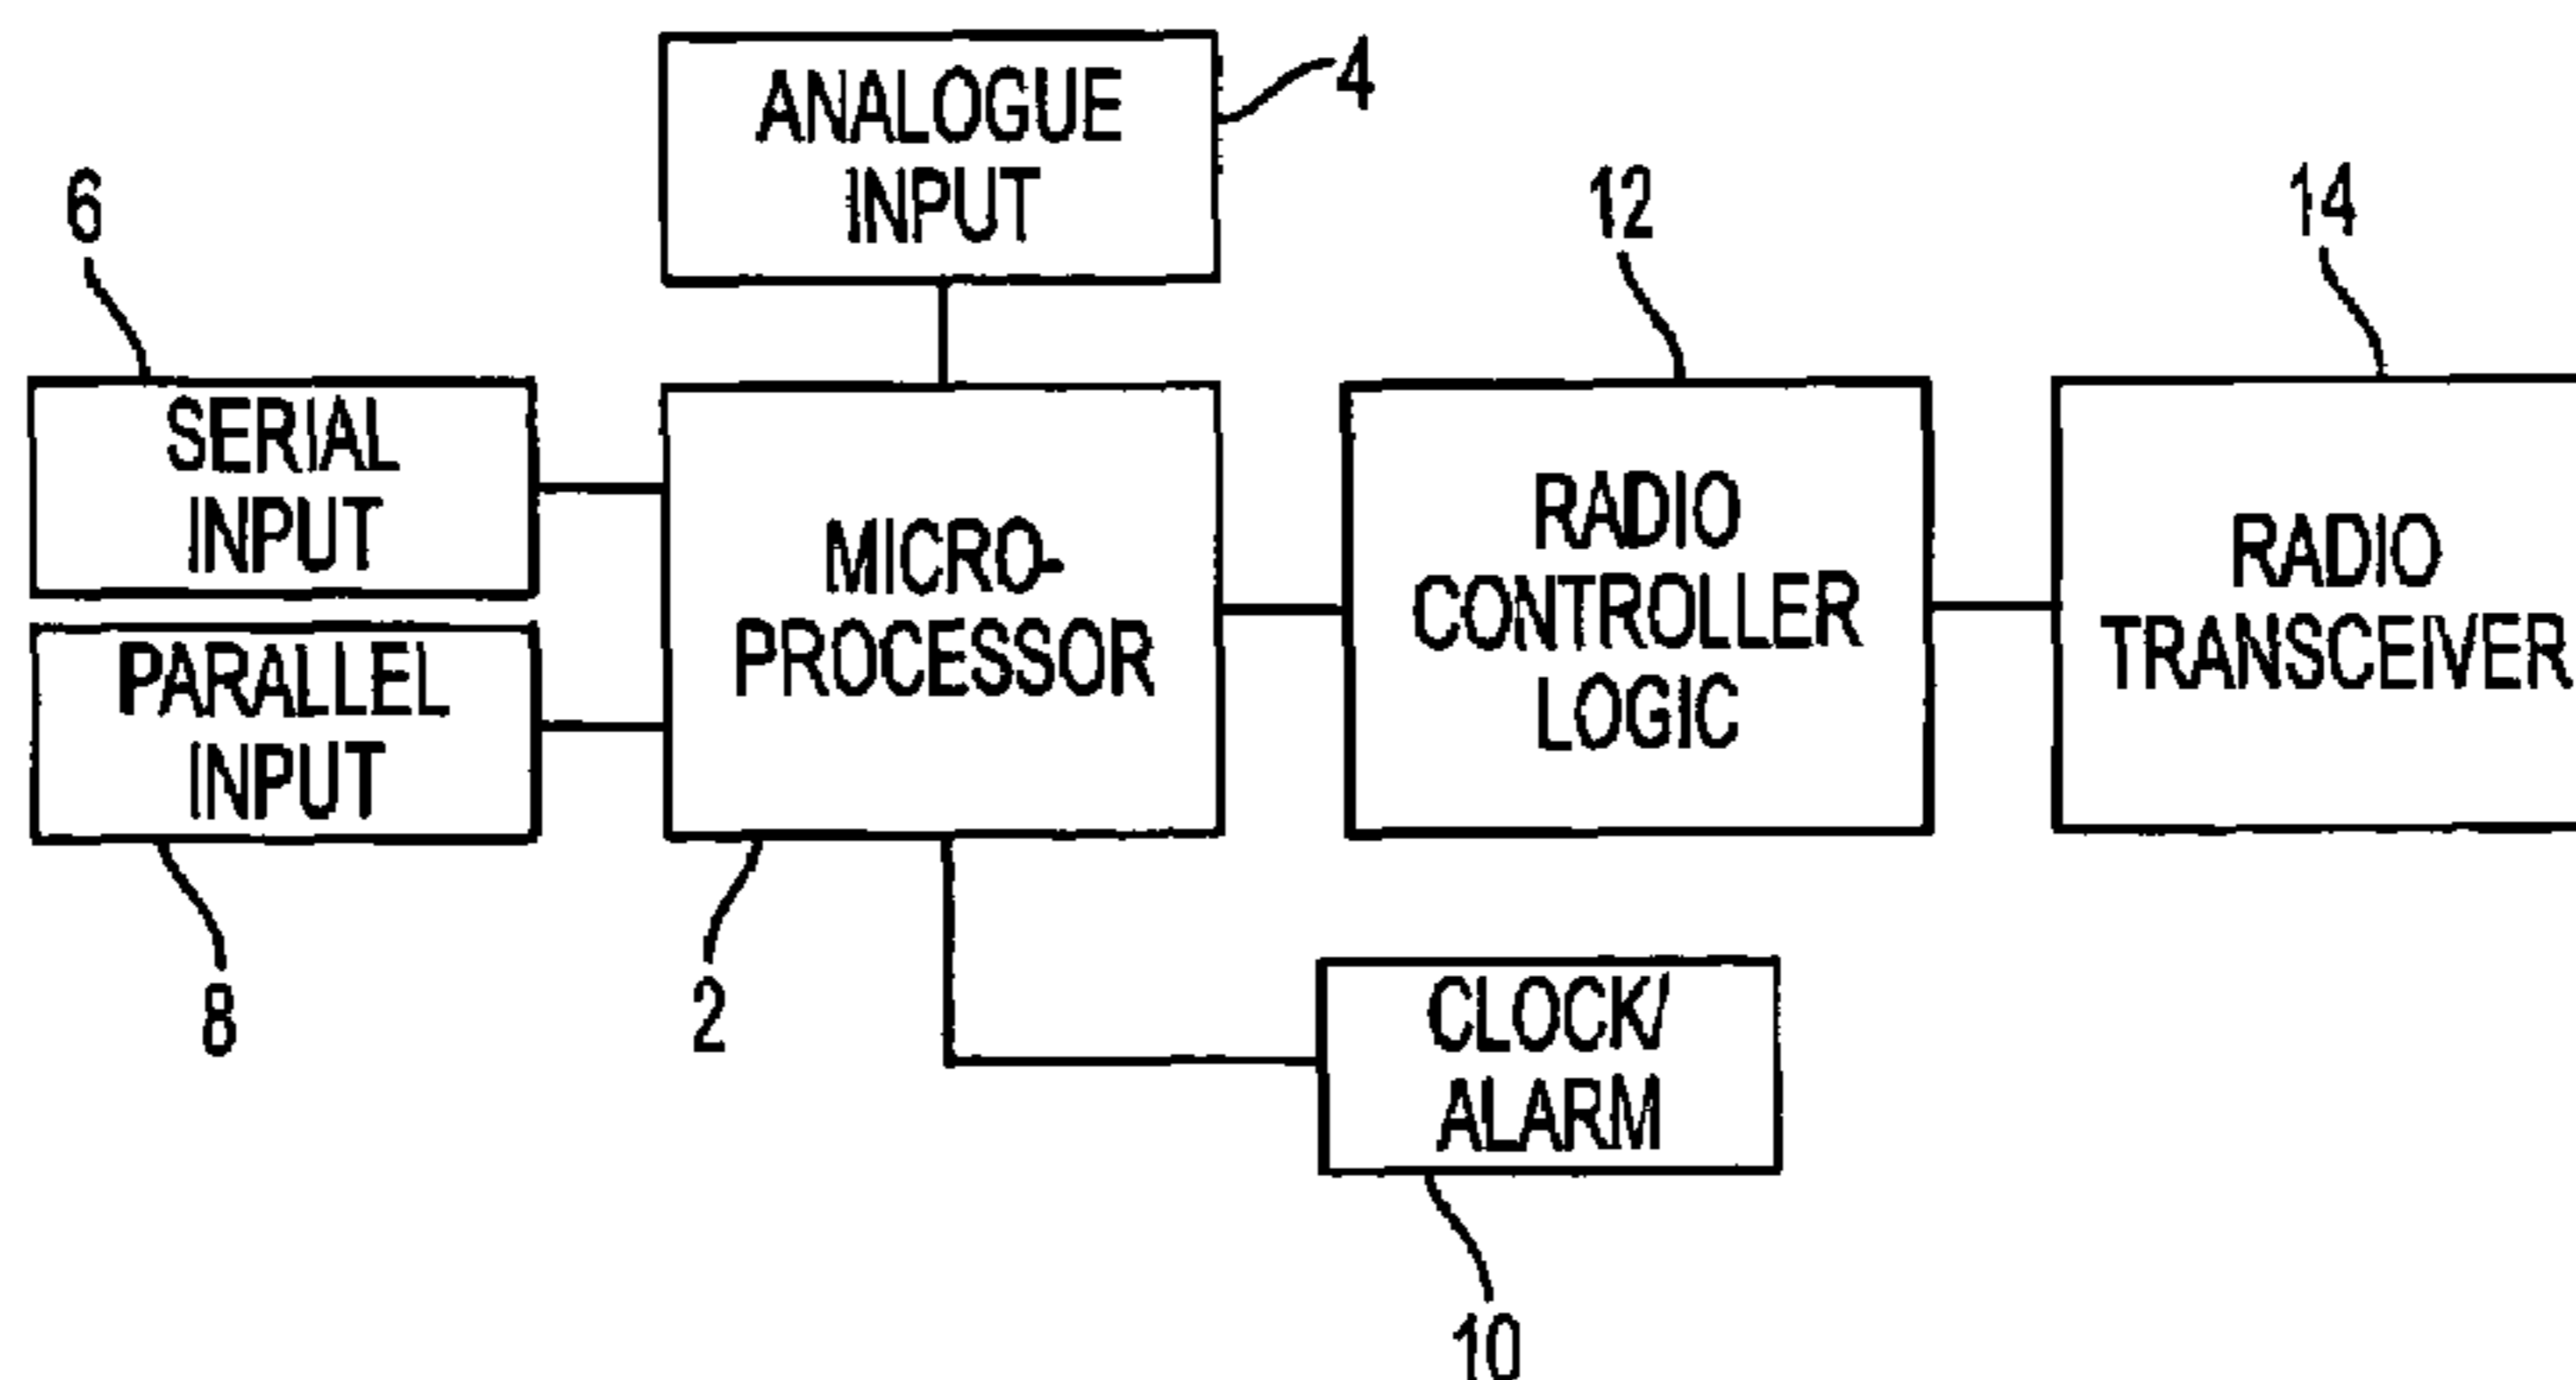 ANALOGUE
INPUT
4
6
12
14
SERIAL
INPUT
MICRO-
PROCESSOR
RADIO
CONTROLLER
LOGIC
RADIO
TRANSCEIVER
PARALLEL
INPUT
8
2
CLOCK/
ALARM
10